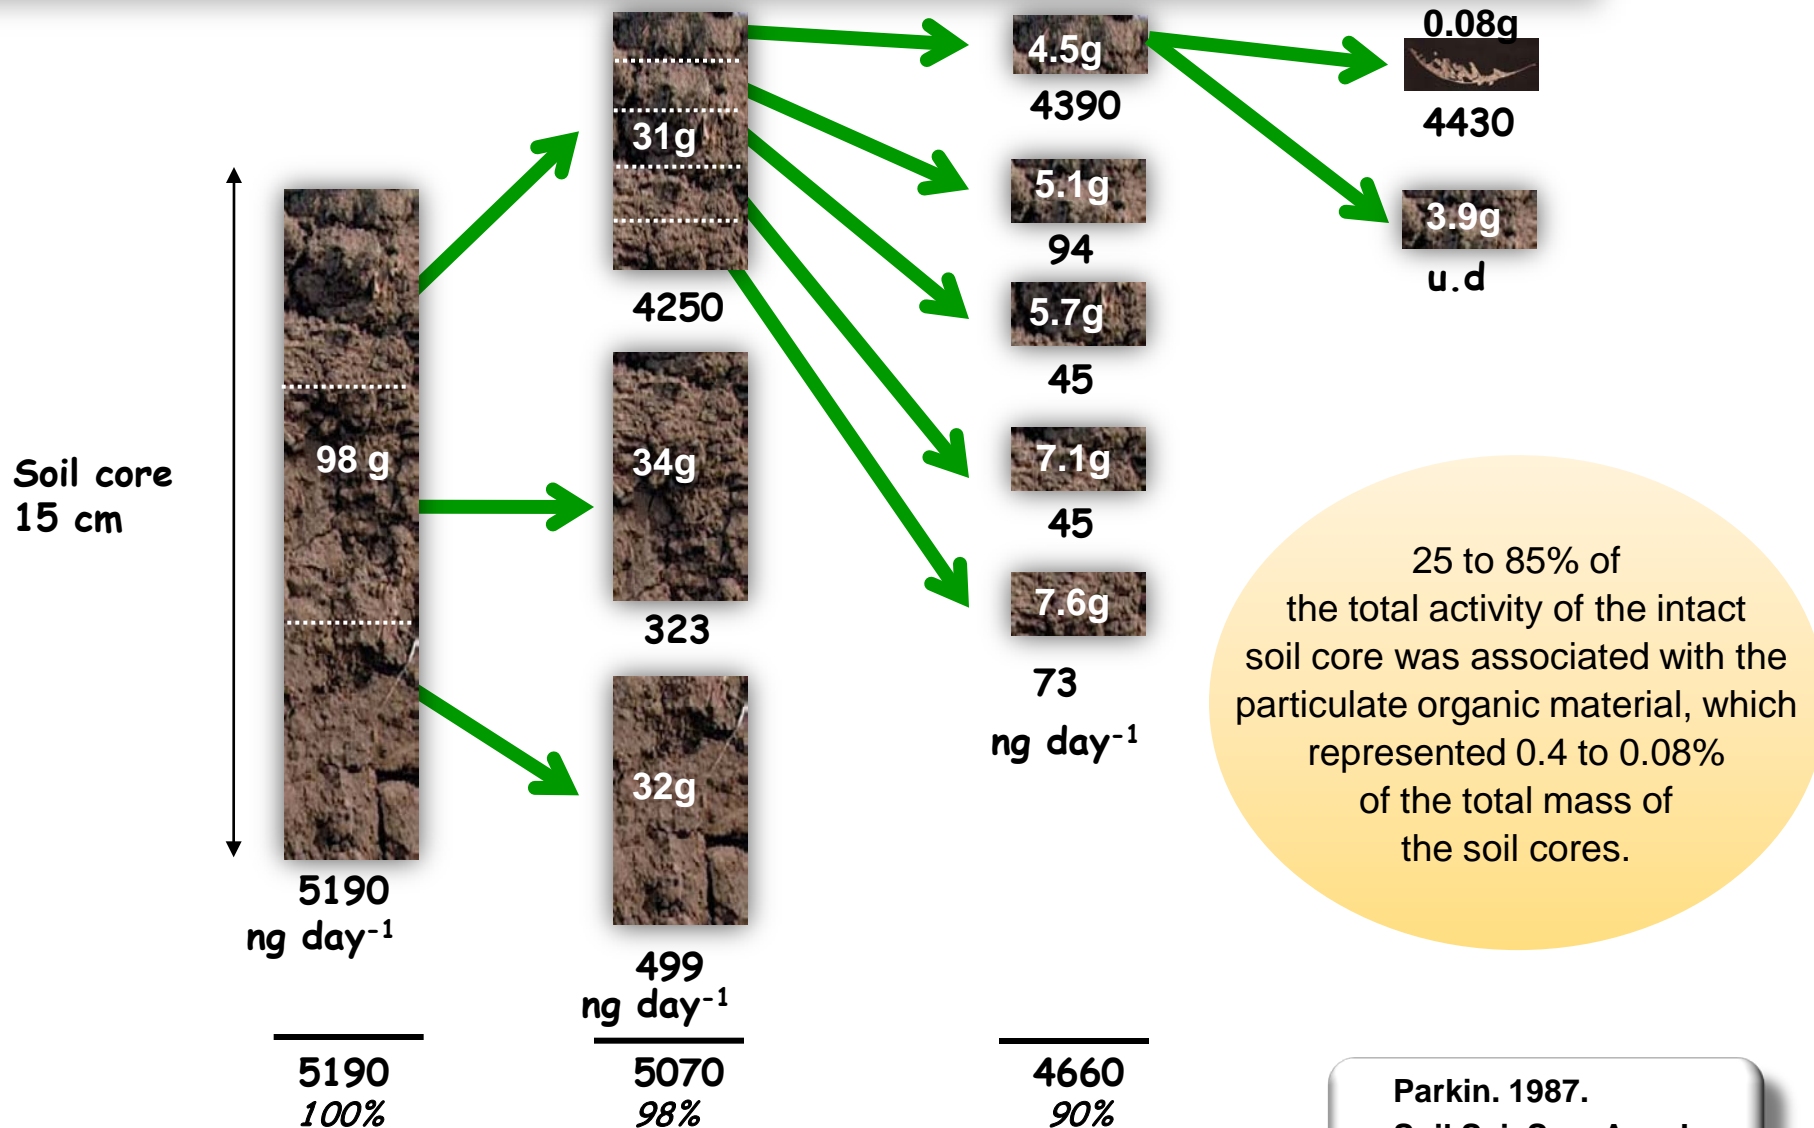 Soil core
15 cm
98 g
5190
ng day-1
5190
100%
31g
4250
34g
323
32g
499
ng day-1
5070
98%
4.5g
4390
5.1g
94
5.7g
45
7.1g
45
7.6g
73
ng day-1
4660
90%
0.08g
4430
3.9g
u.d
25 to 85% of
the total activity of the intact
soil core was associated with the
particulate organic material, which
represented 0.4 to 0.08%
of the total mass of
the soil cores.
Parkin. 1987.
Soil Sci. Soc. Am. J.